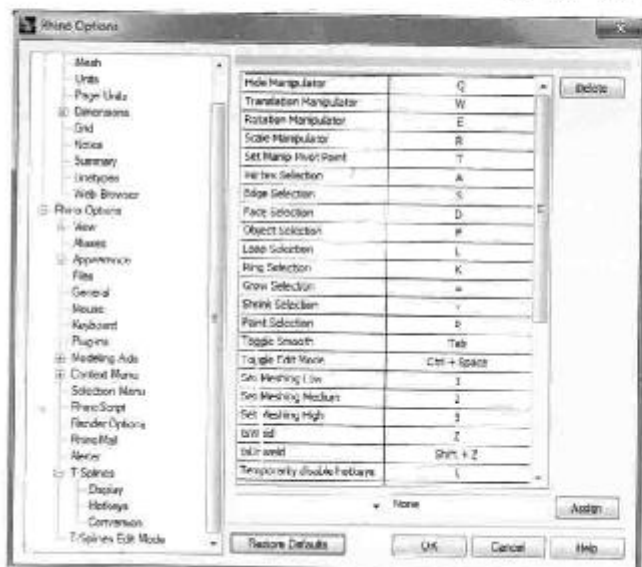 Rhino Options
Mesh
Units
Page Units
Dimensions
Grid
Notes
Summary
Linetypes
Web Browser
Rhino Options
View
Aliases
Appearance
Files
General
Mouse
Keyboard
Plug-ins
Modeling Aids
Context Menu
Selection Menu
RhinoScript
Render Options
RhinoMail
Alerter
T-Splines
Display
Hotkeys
Conversion
T-Splines Edit Mode
Hide Manipulator Q
Translation Manipulator W
Rotation Manipulator E
Scale Manipulator R
Set Manip Pivot Point T
Vertex Selection A
Edge Selection S
Face Selection D
Object Selection F
Loop Selection L
Ring Selection K
Grow Selection =
Shrink Selection -
Paint Selection P
Toggle Smooth Tab
Toggle Edit Mode Ctrl + Space
Set Meshing Low 1
Set Meshing Medium 2
Set Meshing High 3
Z
Shift + Z
Temporarily disable hotkeys
None
Delete
Assign
Restore Defaults
OK
Cancel
Help